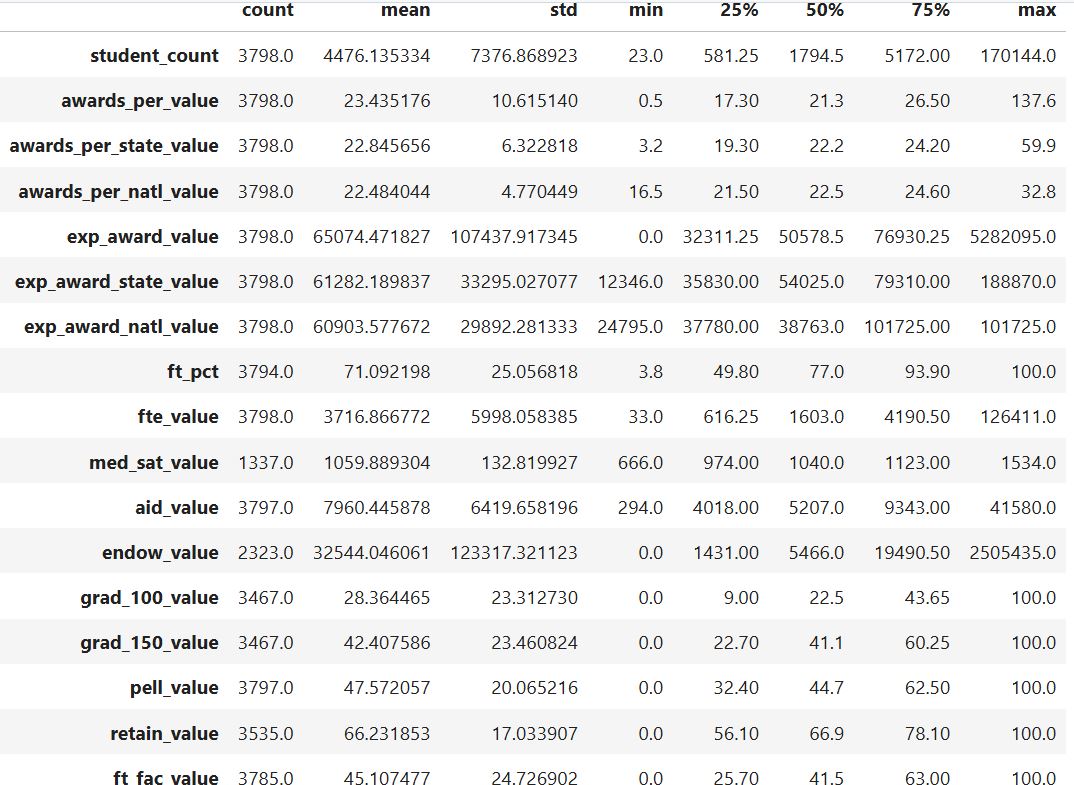 count mean std min 25% 50% 75% max
student_count 3798.0 4476.135334 7376.868923 23.0 581.25 1794.5 5172.00 170144.0
awards_per_value 3798.0 23.435176 10.615140 0.5 17.30 21.3 26.50 137.6
awards_per_state_value 3798.0 22.845656 6.322818 3.2 19.30 22.2 24.20 59.9
awards_per_natl_value 3798.0 22.484044 4.770449 16.5 21.50 22.5 24.60 32.8
exp_award_value 3798.0 65074.471827 107437.917345 0.0 32311.25 50578.5 76930.25 5282095.0
exp_award_state_value 3798.0 61282.189837 33295.027077 12346.0 35830.00 54025.0 79310.00 188870.0
exp_award_natl_value 3798.0 60903.577672 29892.281333 24795.0 37780.00 38763.0 101725.00 101725.0
ft_pct 3794.0 71.092198 25.056818 3.8 49.80 77.0 93.90 100.0
fte_value 3798.0 3716.866772 5998.058385 33.0 616.25 1603.0 4190.50 126411.0
med_sat_value 1337.0 1059.889304 132.819927 666.0 974.00 1040.0 1123.00 1534.0
aid_value 3797.0 7960.445878 6419.658196 294.0 4018.00 5207.0 9343.00 41580.0
endow_value 2323.0 32544.046061 123317.321123 0.0 1431.00 5466.0 19490.50 2505435.0
grad_100_value 3467.0 28.364465 23.312730 0.0 9.00 22.5 43.65 100.0
grad_150_value 3467.0 42.407586 23.460824 0.0 22.70 41.1 60.25 100.0
pell_value 3797.0 47.572057 20.065216 0.0 32.40 44.7 62.50 100.0
retain_value 3535.0 66.231853 17.033907 0.0 56.10 66.9 78.10 100.0
ft_fac_value 3785.0 45.107477 24.726902 0.0 25.70 41.5 63.00 100.0